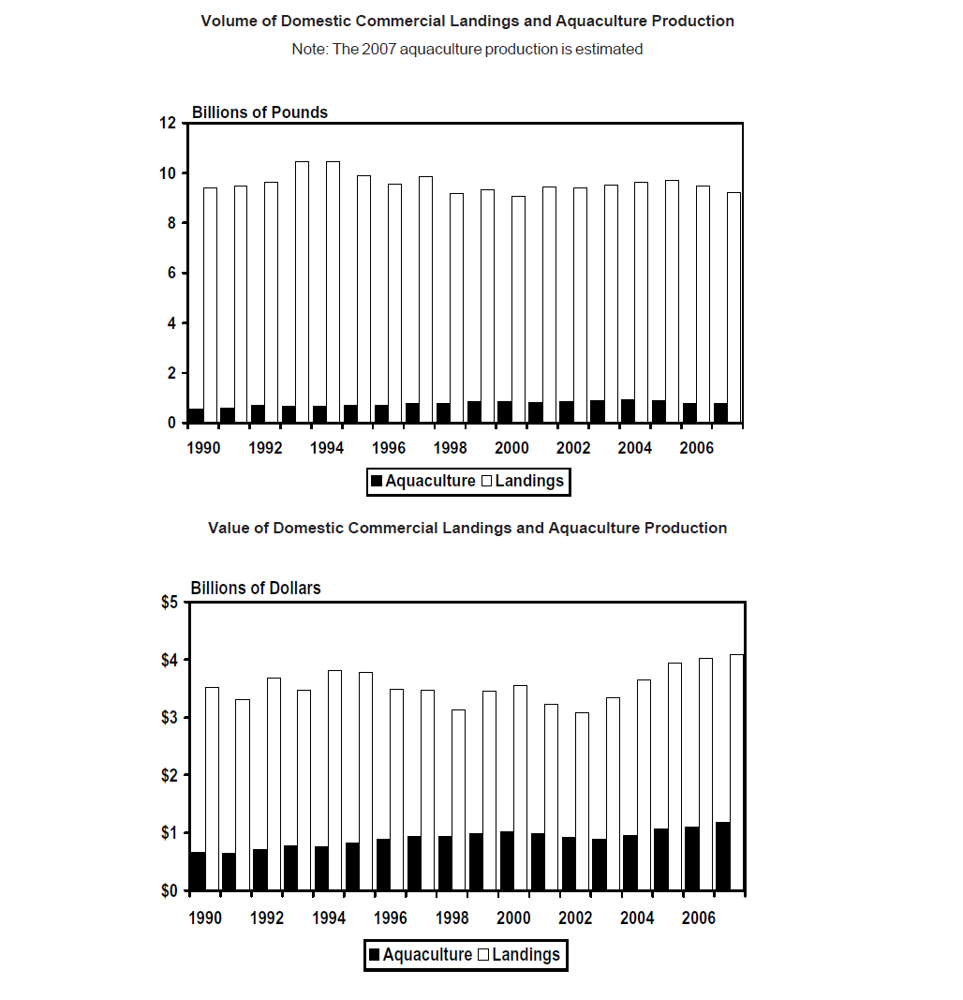 Volume of Domestic Commercial Landings and Aquaculture Production
Note: The 2007 aquaculture production is estimated
Billions of Pounds
12
10
8
6
4
2
0
1990 1992 1994 1996 1998 2000 2002 2004 2006
Aquaculture Landings
Value of Domestic Commercial Landings and Aquaculture Production
Billions of Dollars
$5
$4
$3
$2
$1
$0
1990 1992 1994 1996 1998 2000 2002 2004 2006
Aquaculture Landings